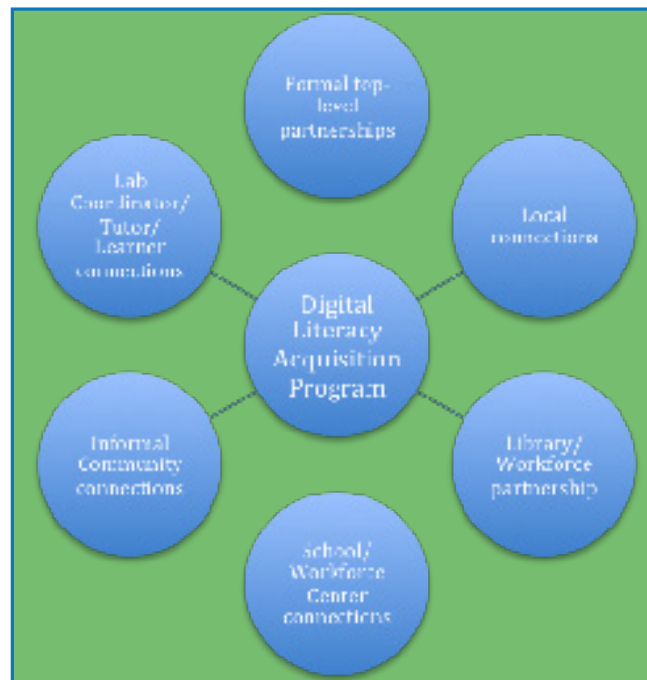 Formal top-
level
partnerships
Lab
Coordinator/
Tutor/
Learner
connections
Local
connections
Digital
Literacy
Acquisition
Program
Informal
Community
connections
Library/
Workforce
partnership
School/
Workforce
Center
connections